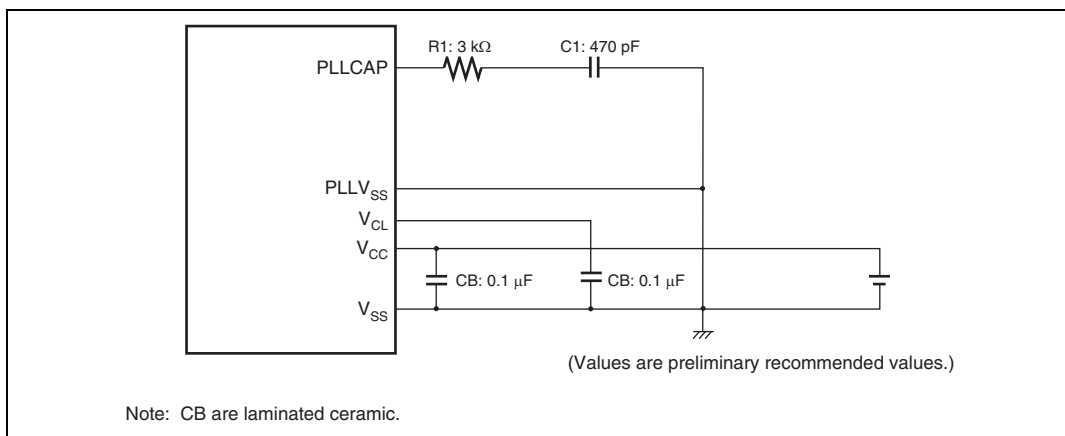 R1: 3 kΩ
C1: 470 pF
PLLCAP
PLLVSS
VCL
VCC
CB: 0.1 μF
CB: 0.1 μF
VSS
(Values are preliminary recommended values.)
Note: CB are laminated ceramic.